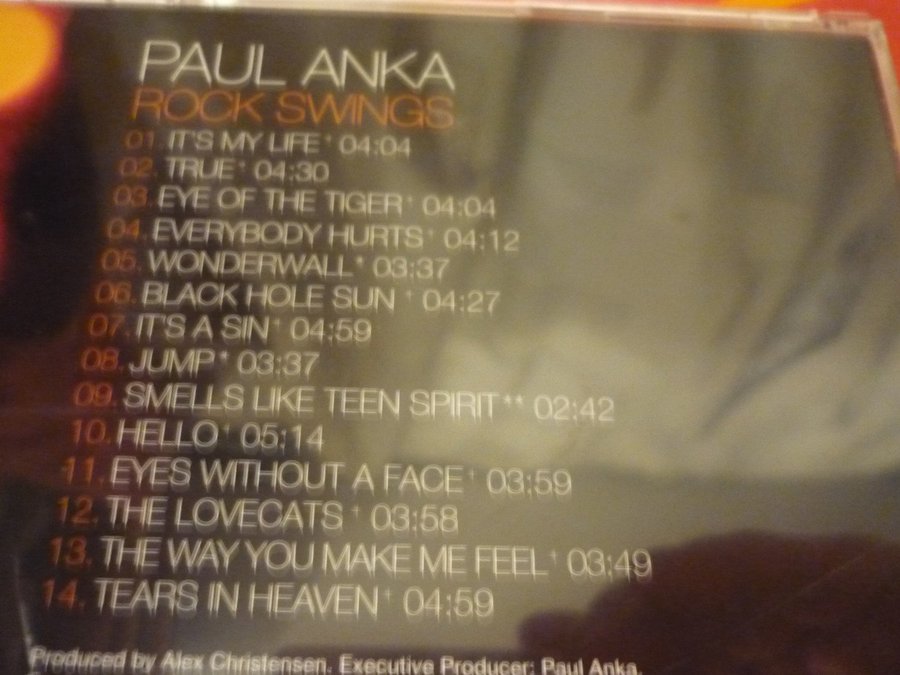 PAUL ANKA
ROCK SWINGS
01. IT'S MY LIFE + 04:04
02. TRUE + 04:30
03. EYE OF THE TIGER + 04:04
04. EVERYBODY HURTS + 04:12
05. WONDERWALL * 03:37
06. BLACK HOLE SUN + 04:27
07. IT'S A SIN + 04:59
08. JUMP * 03:37
09. SMELLS LIKE TEEN SPIRIT ** 02:42
10. HELLO + 05:14
11. EYES WITHOUT A FACE + 03:59
12. THE LOVECATS + 03:58
13. THE WAY YOU MAKE ME FEEL + 03:49
14. TEARS IN HEAVEN + 04:59
Produced by Alex Christensen. Executive Producer: Paul Anka.